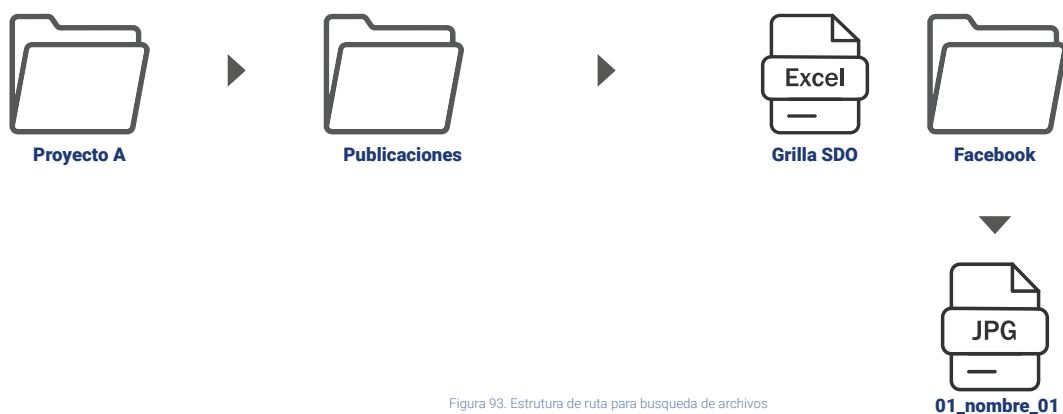 Excel
Proyecto A
Publicaciones
Grilla SDO
Facebook
JPG
01_nombre_01
Figura 93. Estrutura de ruta para busqueda de archivos